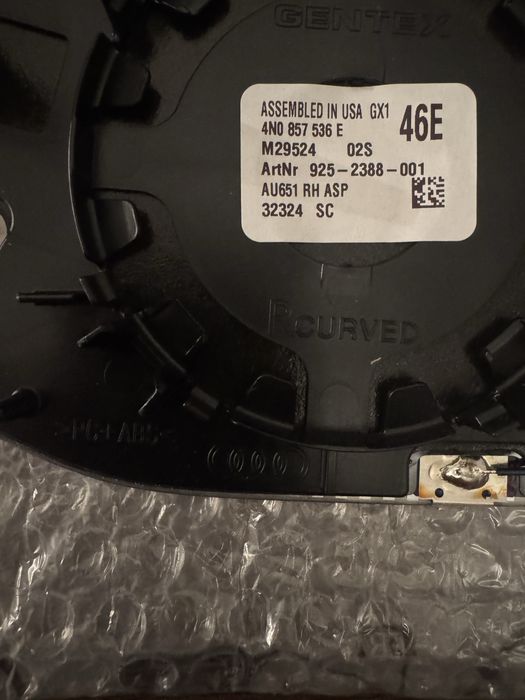 GENTEX
ASSEMBLED IN USA GX1 46E
4N0 857 536 E
M29524 02S
ArtNr 925-2388-001
AU651 RH ASP
32324 SC
R CURVED
>PC+ABS<